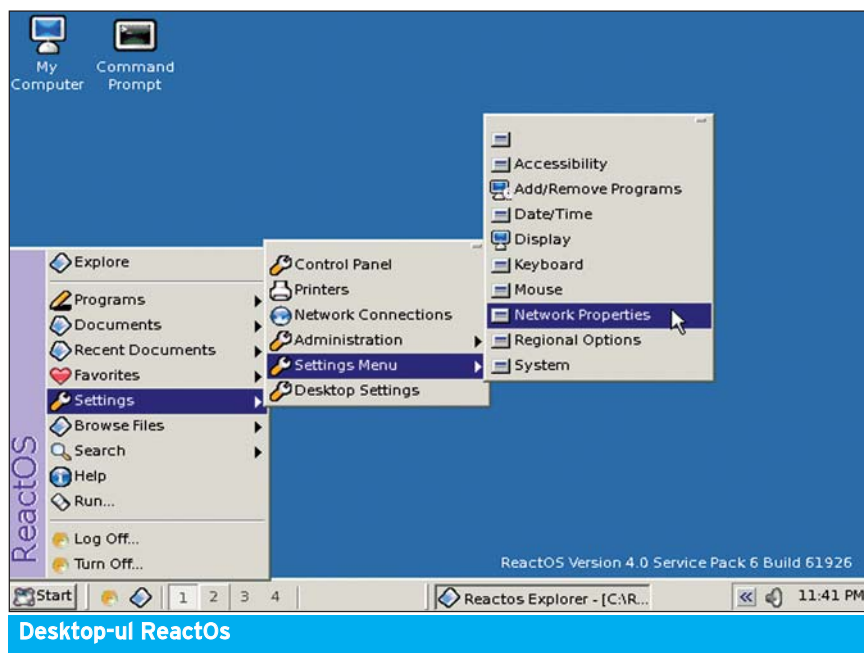 My
Computer
Command
Prompt
Accessibility
Add/Remove Programs
Date/Time
Display
Keyboard
Mouse
Network Properties
Regional Options
System
Control Panel
Printers
Network Connections
Administration
Settings Menu
Desktop Settings
Explore
Programs
Documents
Recent Documents
Favorites
Settings
Browse Files
Search
Help
Run...
Log Off...
Turn Off...
ReactOS
ReactOS Version 4.0 Service Pack 6 Build 61926
Start 1 2 3 4 Reactos Explorer - [C:\R... 11:41 PM
Desktop-ul ReactOs